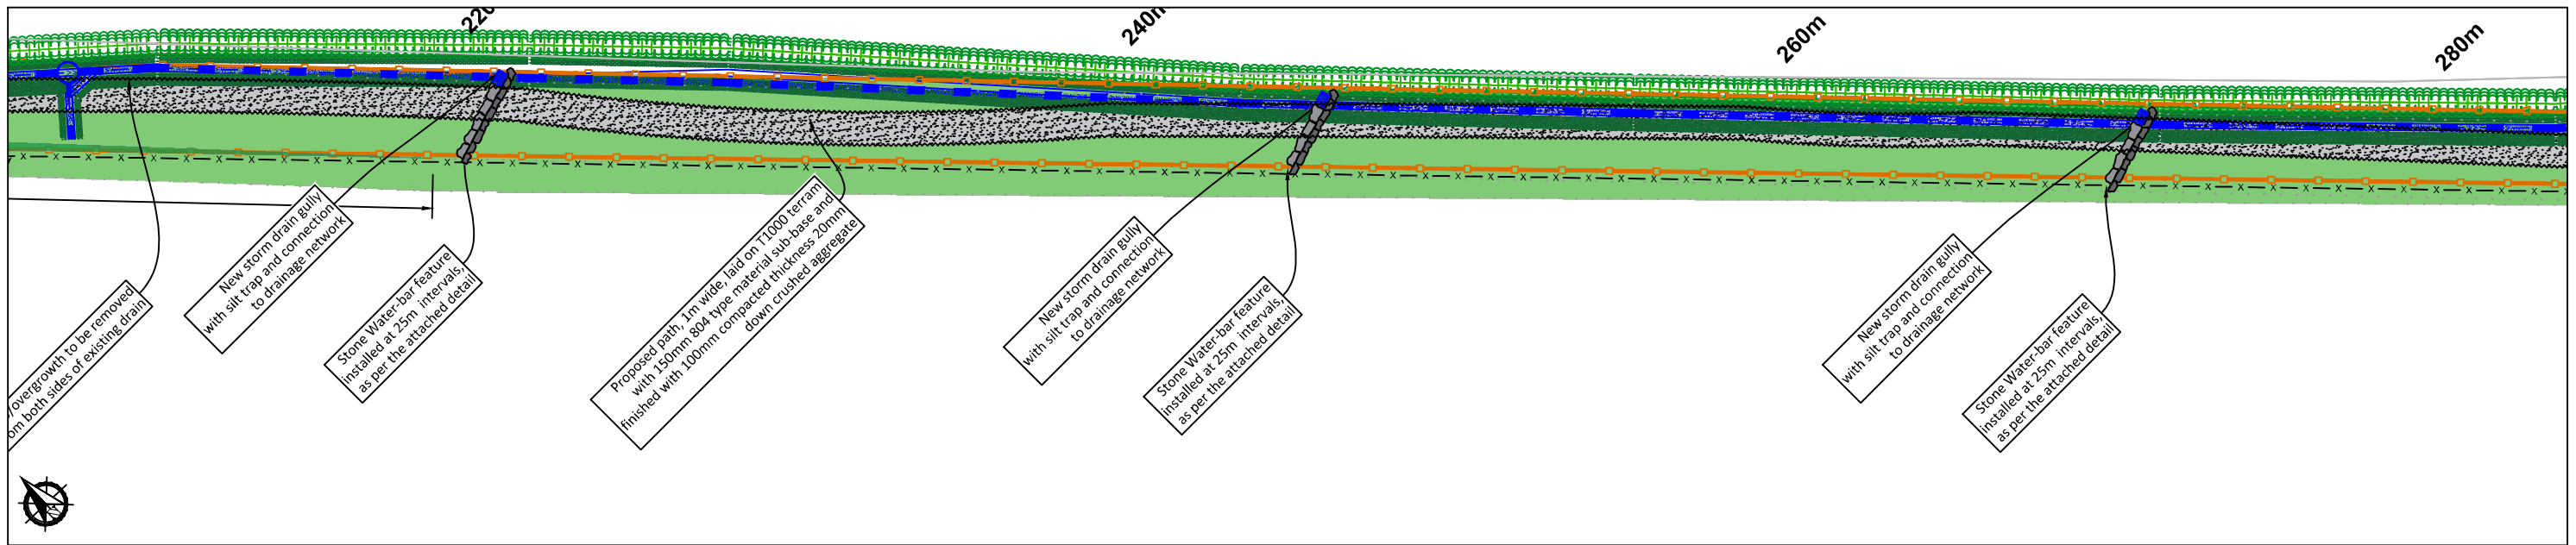 220
240m
260m
280m
/overgrowth to be removed
om both sides of existing drain
New storm drain gully
with silt trap and connection
to drainage network
Stone Water-bar feature
installed at 25m intervals,
as per the attached detail
Proposed path, 1m wide, laid on T1000 terram
with 150mm 804 type material sub-base and
finished with 100mm compacted thickness 20mm
down crushed aggregate
New storm drain gully
with silt trap and connection
to drainage network
Stone Water-bar feature
installed at 25m intervals,
as per the attached detail
New storm drain gully
with silt trap and connection
to drainage network
Stone Water-bar feature
installed at 25m intervals,
as per the attached detail